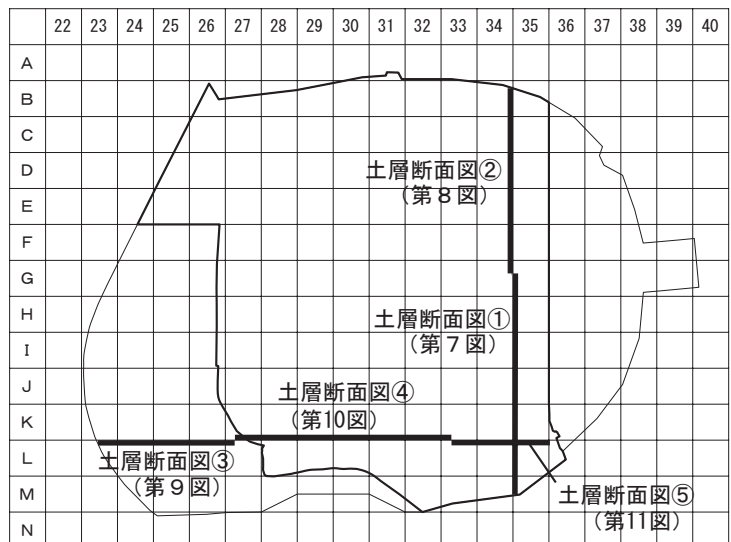 22 23 24 25 26 27 28 29 30 31 32 33 34 35 36 37 38 39 40
A
B
C
D
土層断面図②
(第8図)
E
F
G
H
土層断面図①
(第7図)
I
J
土層断面図④
(第10図)
K
L
土層断面図③
(第9図)
M
土層断面図⑤
(第11図)
N